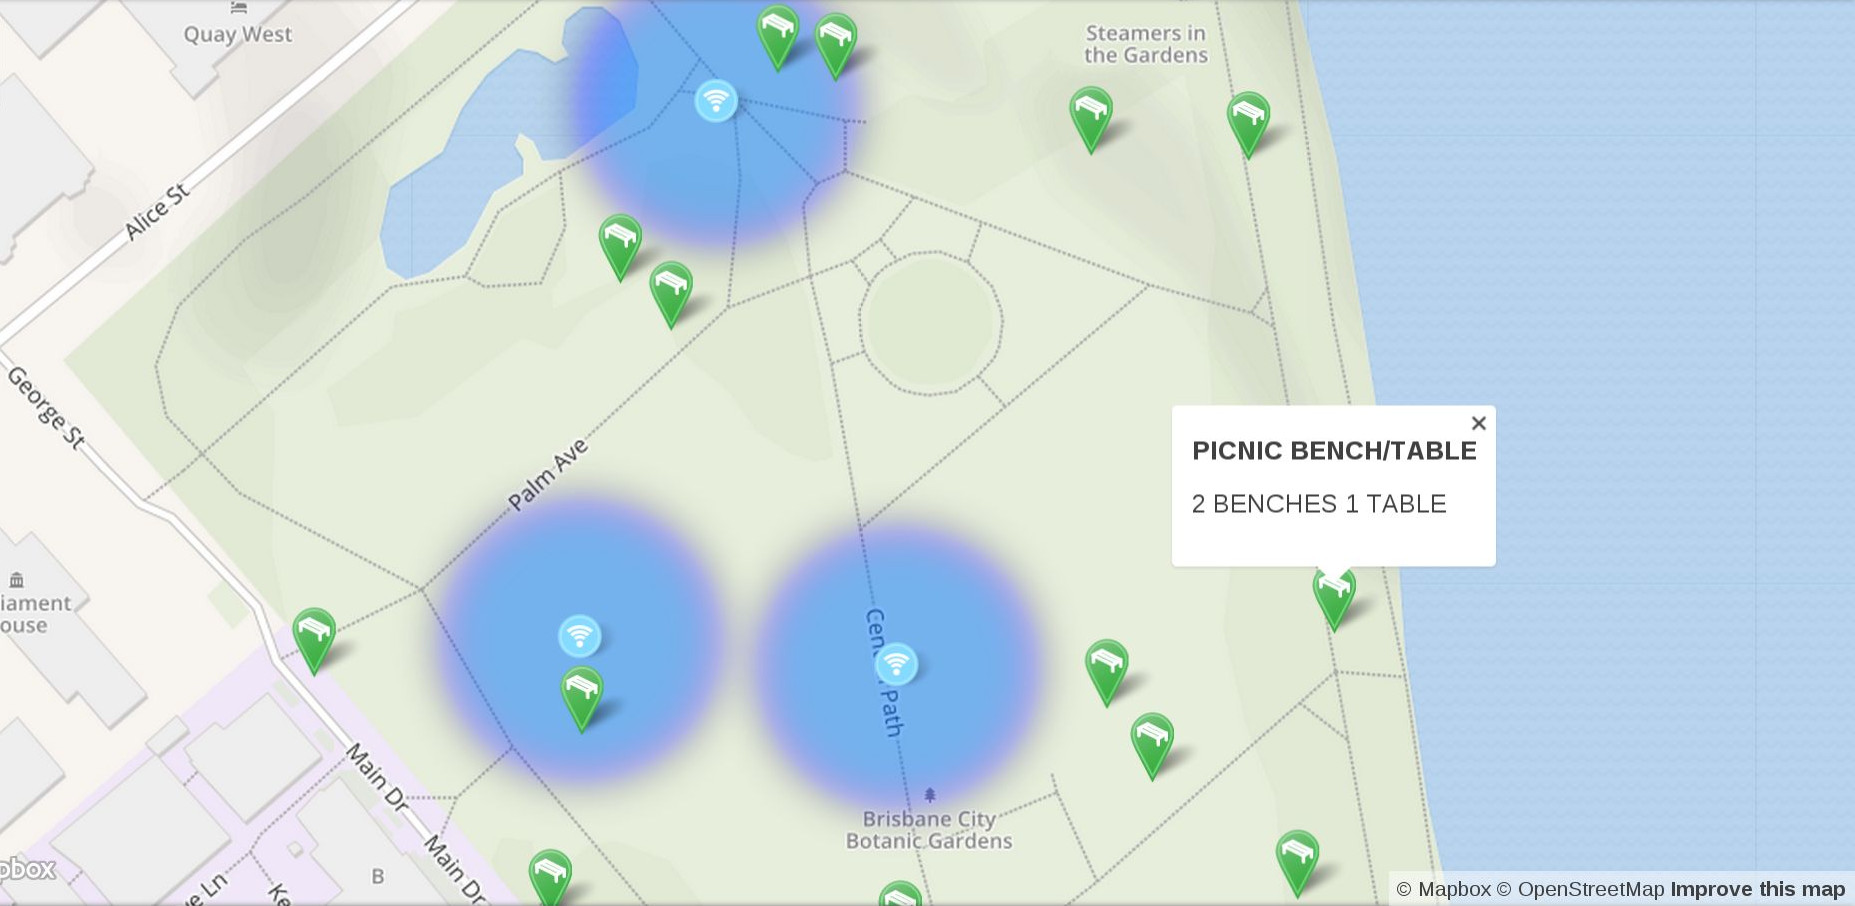 Quay West
Steamers in
the Gardens
Alice St
George St
Palm Ave
PICNIC BENCH/TABLE
2 BENCHES 1 TABLE
×
iament
ouse
Path
Main Dr
Brisbane City
Botanic Gardens
Main Dr
pbox
B
e Ln
Ke
© Mapbox © OpenStreetMap Improve this map